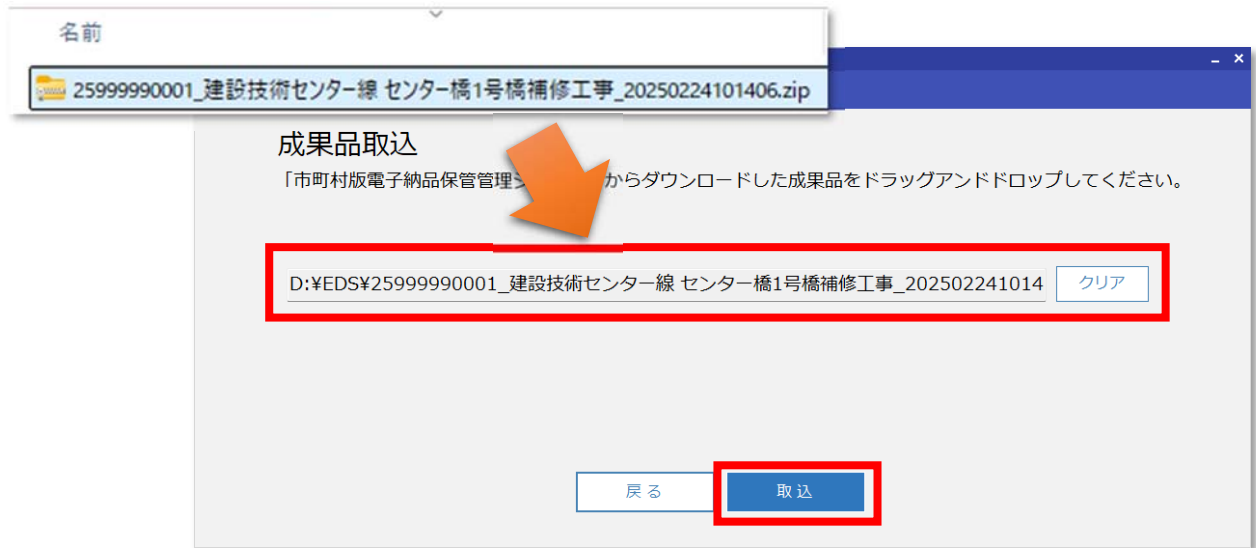 名前
25999990001_建設技術センター線 センター橋1号橋補修工事_20250224101406.zip
成果品取込
「市町村版電子納品保管管理 からダウンロードした成果品をドラッグアンドドロップしてください。
D:¥EDS¥25999990001_建設技術センター線 センター橋1号橋補修工事_202502241014
クリア
戻る
取込